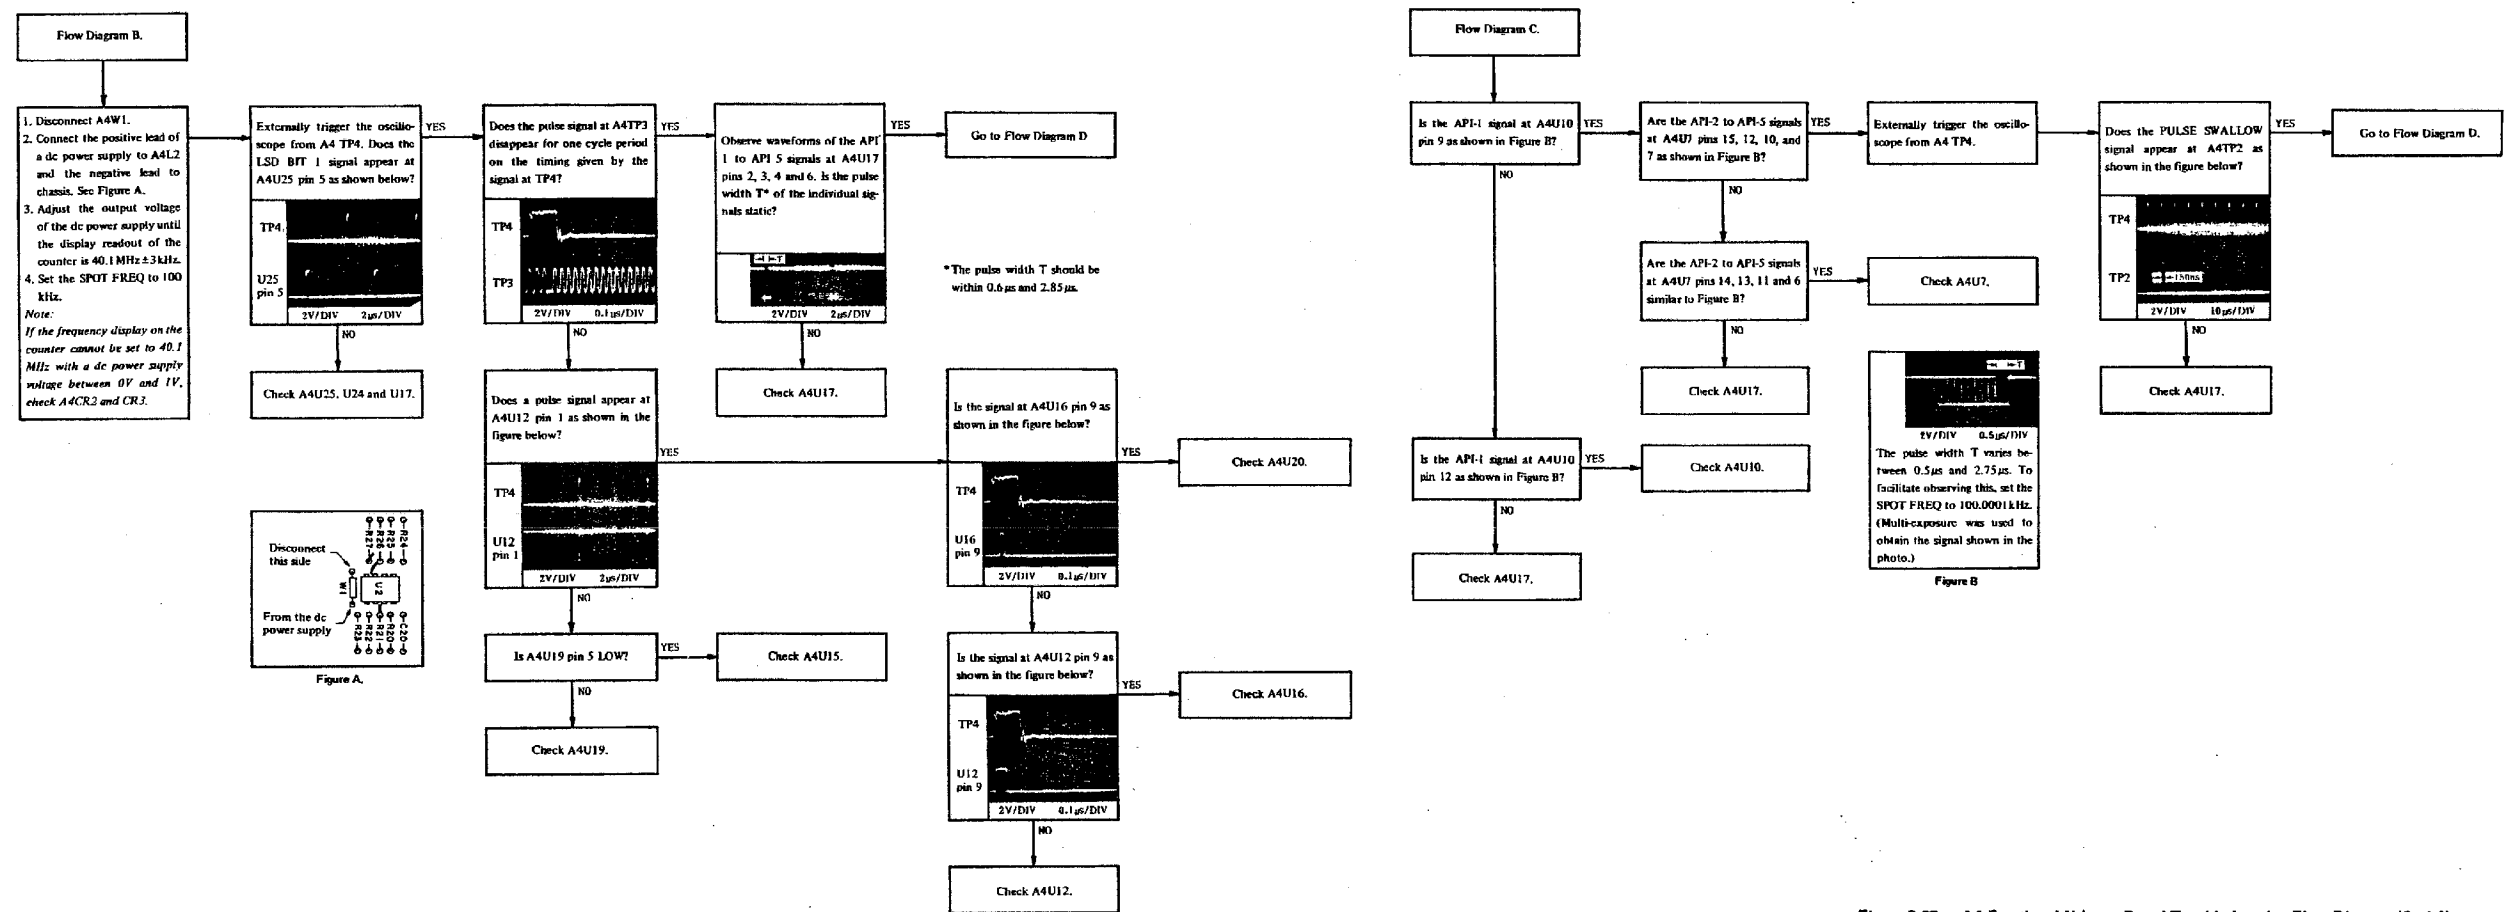 Flow Diagram B.
1. Disconnect A4W1.
2. Connect the positive lead of
a dc power supply to A4L2
and the negative lead to
chassis. See Figure A.
3. Adjust the output voltage
of the dc power supply until
the display readout of the
counter is 40.1MHz±3kHz.
4. Set the SPOT FREQ to 100
kHz.
Note:
If the frequency display on the
counter cannot be set to 40.1
MHz with a dc power supply
voltage between 0V and 1V,
check A4CR2 and CR3.
Externally trigger the oscillo-
scope from A4 TP4. Does the
LSD BIT 1 signal appear at
A4U25 pin 5 as shown below?
TP4
U25
pin 5
2V/DIV 2µs/DIV
YES
NO
Check A4U25, U24 and U17.
Disconnect
this side
From the dc
power supply
W1
U2
R27
R26
R25
R24
R23
R22
R21
R20
C20
Figure A.
Does the pulse signal at A4TP3
disappear for one cycle period
on the timing given by the
signal at TP4?
TP4
TP3
2V/DIV 0.1µs/DIV
YES
NO
Does a pulse signal appear at
A4U12 pin 1 as shown in the
figure below?
TP4
U12
pin 1
2V/DIV 2µs/DIV
YES
NO
Is A4U19 pin 5 LOW?
YES
Check A4U15.
NO
Check A4U19.
Observe waveforms of the API
1 to API 5 signals at A4U17
pins 2, 3, 4 and 6. Is the pulse
width T* of the individual sig-
nals static?
T
2V/DIV 2µs/DIV
YES
Go to Flow Diagram D
NO
Check A4U17.
*The pulse width T should be
within 0.6µs and 2.85µs.
Is the signal at A4U16 pin 9 as
shown in the figure below?
TP4
U16
pin 9
2V/DIV 0.1µs/DIV
YES
Check A4U20.
NO
Is the signal at A4U12 pin 9 as
shown in the figure below?
TP4
U12
pin 9
2V/DIV 0.1µs/DIV
YES
Check A4U16.
NO
Check A4U12.
Flow Diagram C.
Is the API-1 signal at A4U10
pin 9 as shown in Figure B?
YES
NO
Is the API-1 signal at A4U10
pin 12 as shown in Figure B?
YES
Check A4U10.
NO
Check A4U17.
Are the API-2 to API-5 signals
at A4U7 pins 15, 12, 10, and
7 as shown in Figure B?
YES
NO
Are the API-2 to API-5 signals
at A4U7 pins 14, 13, 11 and 6
similar to Figure B?
YES
Check A4U7.
NO
Check A4U17.
Externally trigger the oscillo-
scope from A4 TP4.
T
2V/DIV 0.5µs/DIV
The pulse width T varies be-
tween 0.5µs and 2.75µs. To
facilitate observing this, set the
SPOT FREQ to 100.0001kHz.
(Multi-exposure was used to
obtain the signal shown in the
photo.)
Figure B
Does the PULSE SWALLOW
signal appear at A4TP2 as
shown in the figure below?
TP4
TP2
150ns
2V/DIV 10µs/DIV
YES
Go to Flow Diagram D.
NO
Check A4U17.